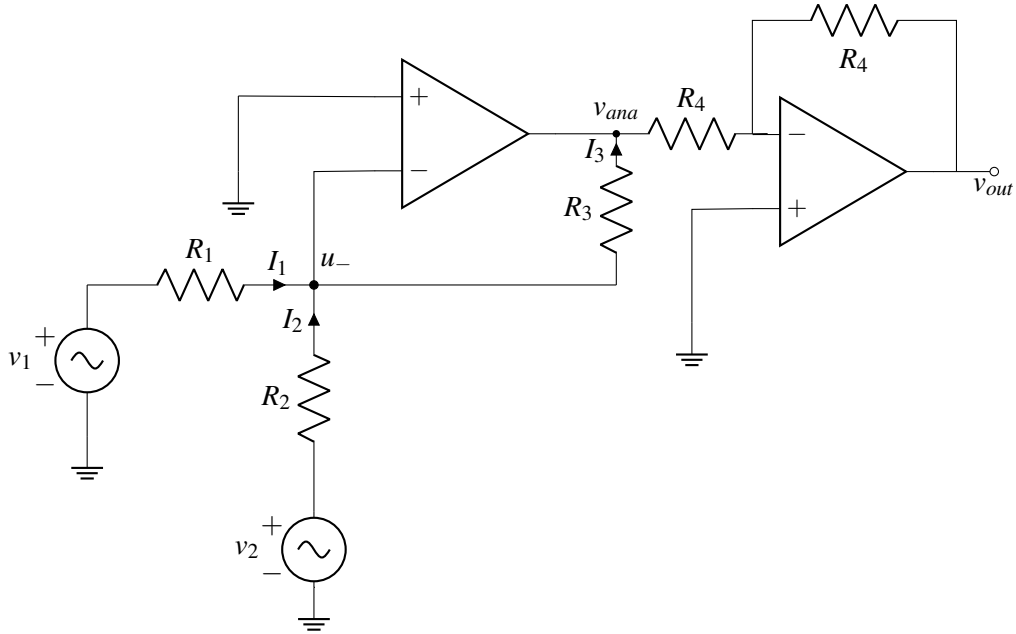 R4
+
vana
R4
−
I3
−
vout
R3
+
R1
I1
u−
+
I2
v1
−
R2
+
v2
−